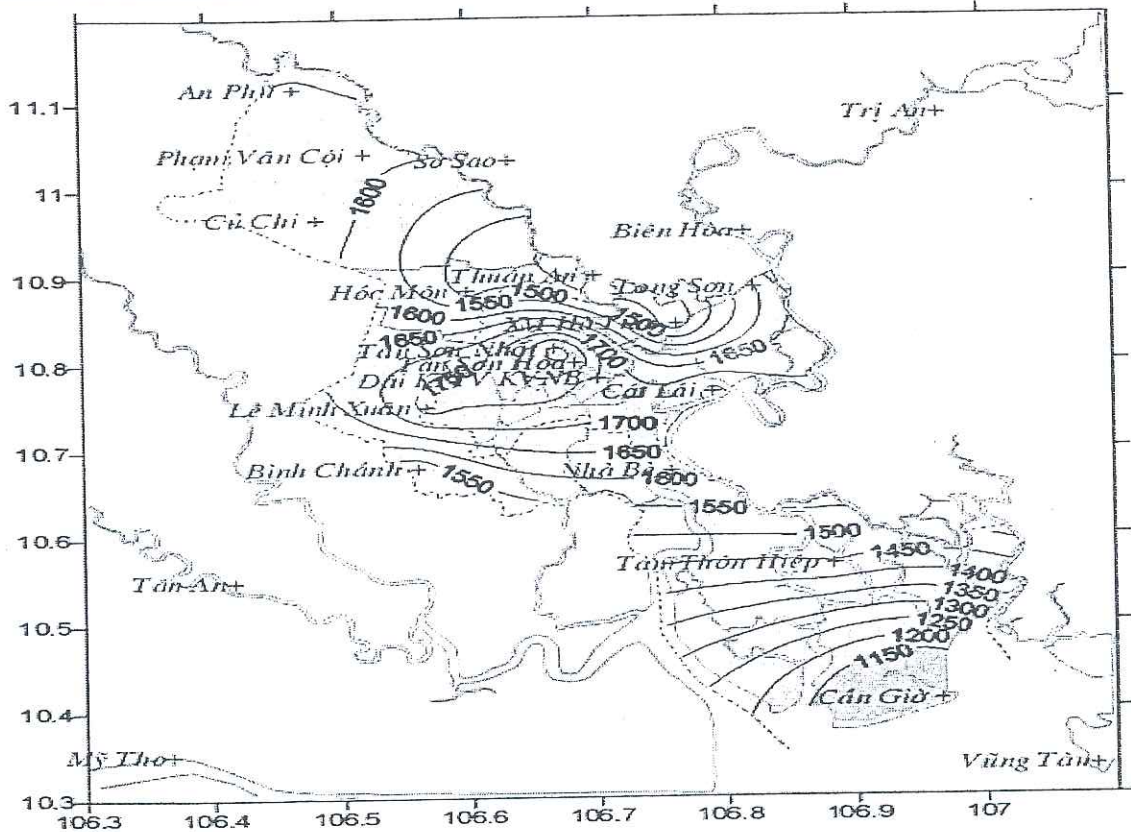 11.1
An Phú
Trị An
Phạm Văn Cội
Sở Sao
11
1600
Củ Chi
Biên Hòa
10.9
Thuận An
Long Sơn
Hóc Môn
1500
1550
1600
1500
1650
1700
1650
Tân Sơn Nhất
Tân Sơn Hòa
10.8
Cát Lái
Lê Minh Xuân
1700
10.7
1650
Bình Chánh
1550
Nhà Bè
1600
1550
10.6
1500
1450
Tam Thôn Hiệp
1400
Tân An
1350
1300
1250
10.5
1200
1150
Cần Giờ
10.4
Mỹ Tho
Vũng Tàu
10.3
106.3 106.4 106.5 106.6 106.7 106.8 106.9 107